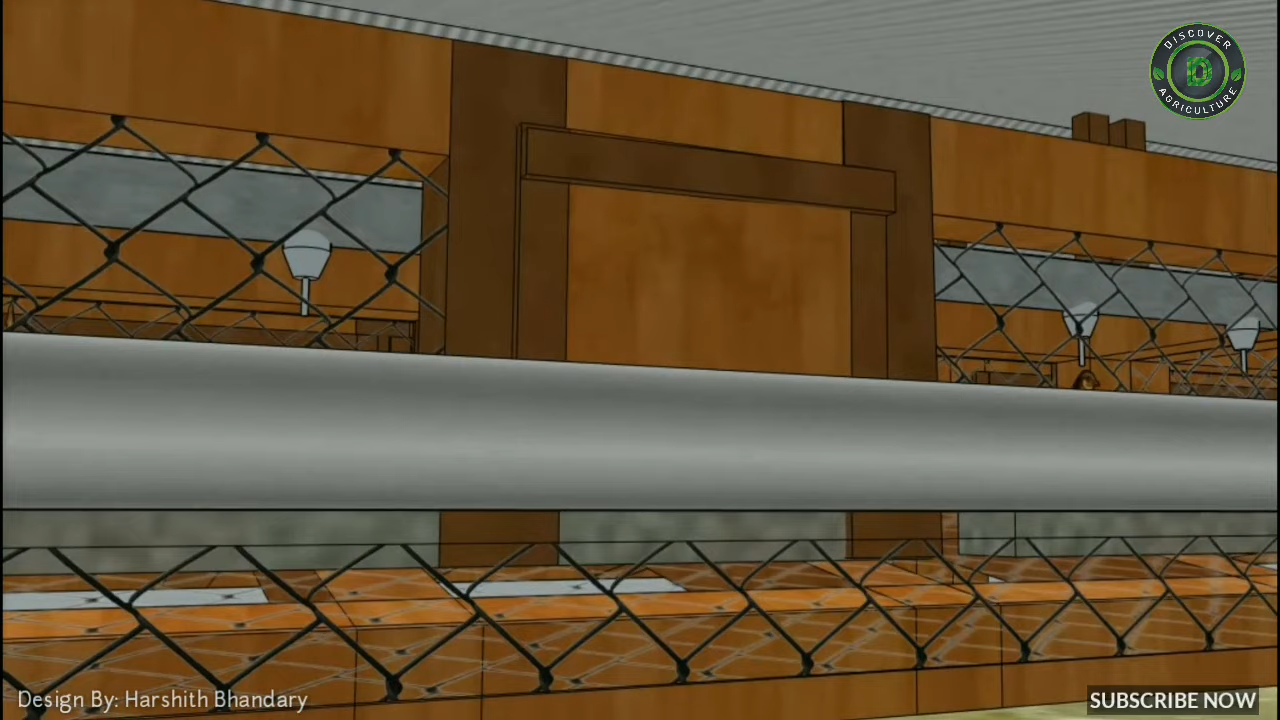 DISCOVER
D
AGRICULTURE
Design By: Harshith Bhandary
SUBSCRIBE NOW